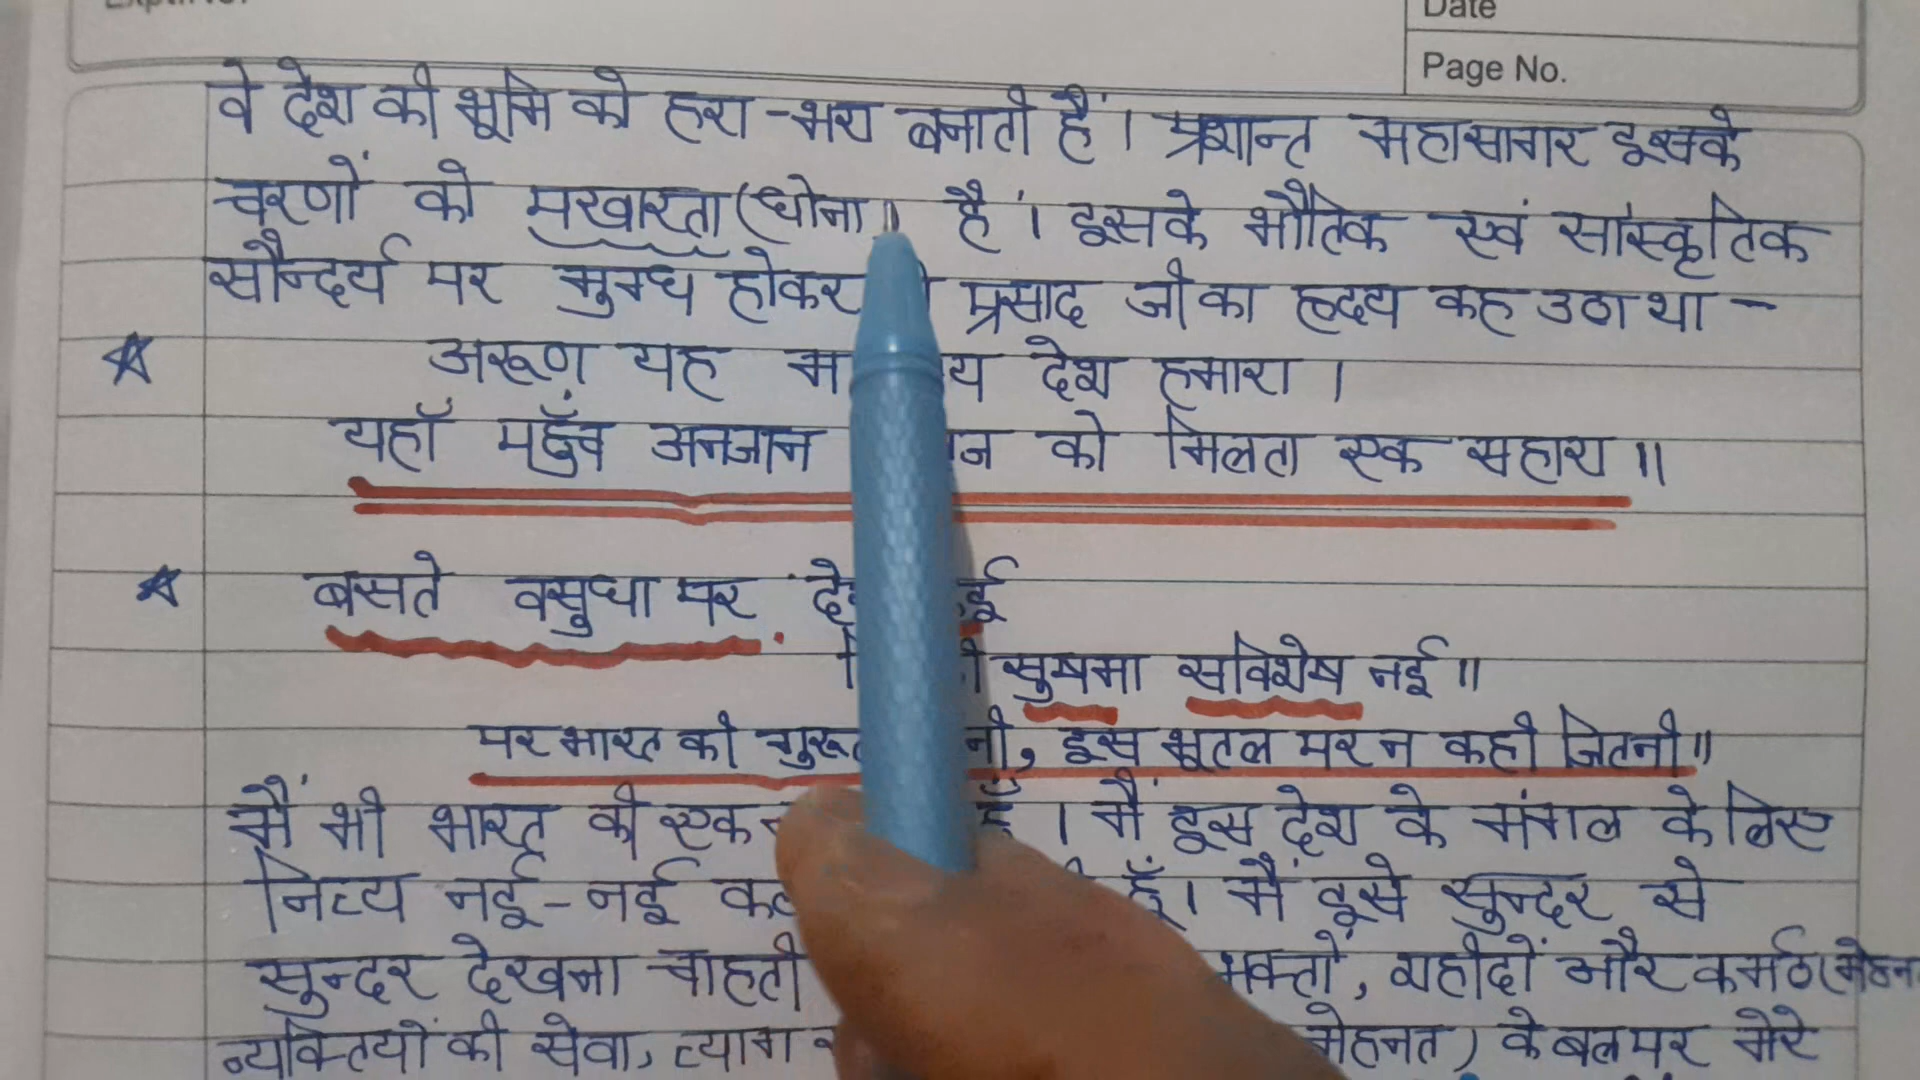 Date
Page No.
वे देश की भूमि को हरा-भरा बनाती हैं। प्रशान्त महासागर इसके
चरणों को पखारता (धोना) है। इसके भौतिक एवं सांस्कृतिक
सौन्दर्य पर मुग्ध होकर प्रसाद जी का हृदय कह उठा था -
अरूण यह देश हमारा ।
यहाँ पहुँच अनजान को मिलता एक सहारा ॥
बसते वसुधा पर
सुषमा सविशेष नई ॥
पर भारत की इस भूतल पर न कही जितनी ॥
मैं भी भारत की एक । मैं इस देश के मंगल के लिए
नित्य नई-नई हूँ। मैं इसे सुन्दर से
सुन्दर देखना चाहती भक्तों, शहीदों और कर्मठ
व्यक्तियों की सेवा, त्याग मेहनत) के बल पर मेरे